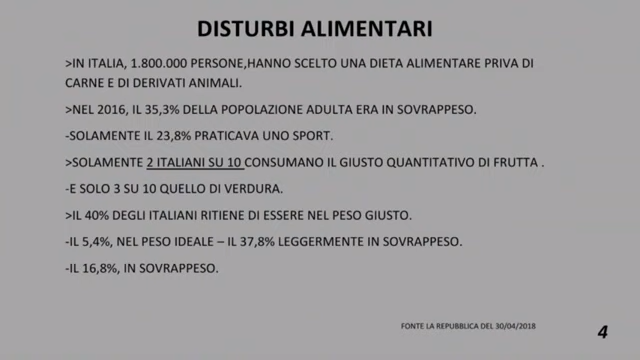 DISTURBI ALIMENTARI
>IN ITALIA, 1.800.000 PERSONE,HANNO SCELTO UNA DIETA ALIMENTARE PRIVA DI
CARNE E DI DERIVATI ANIMALI.
>NEL 2016, IL 35,3% DELLA POPOLAZIONE ADULTA ERA IN SOVRAPPESO.
-SOLAMENTE IL 23,8% PRATICAVA UNO SPORT.
>SOLAMENTE 2 ITALIANI SU 10 CONSUMANO IL GIUSTO QUANTITATIVO DI FRUTTA .
-E SOLO 3 SU 10 QUELLO DI VERDURA.
>IL 40% DEGLI ITALIANI RITIENE DI ESSERE NEL PESO GIUSTO.
-IL 5,4%, NEL PESO IDEALE – IL 37,8% LEGGERMENTE IN SOVRAPPESO.
-IL 16,8%, IN SOVRAPPESO.
FONTE LA REPUBBLICA DEL 30/04/2018
4